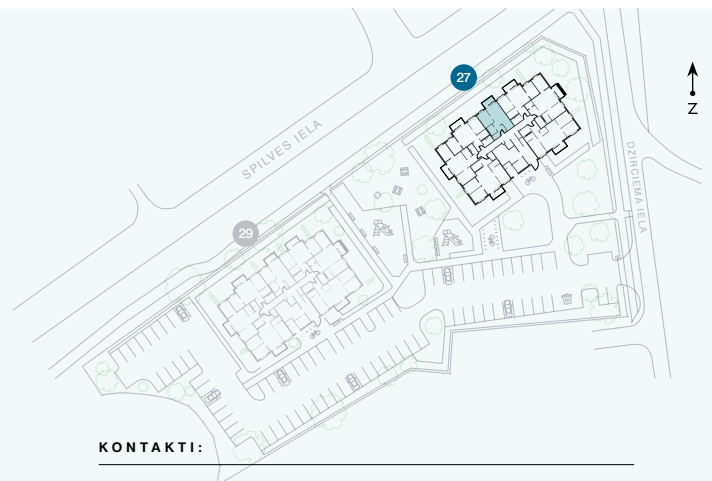 27
Z
SPILVES IELA
DZIRCIEMA IELA
29
KONTAKTI: